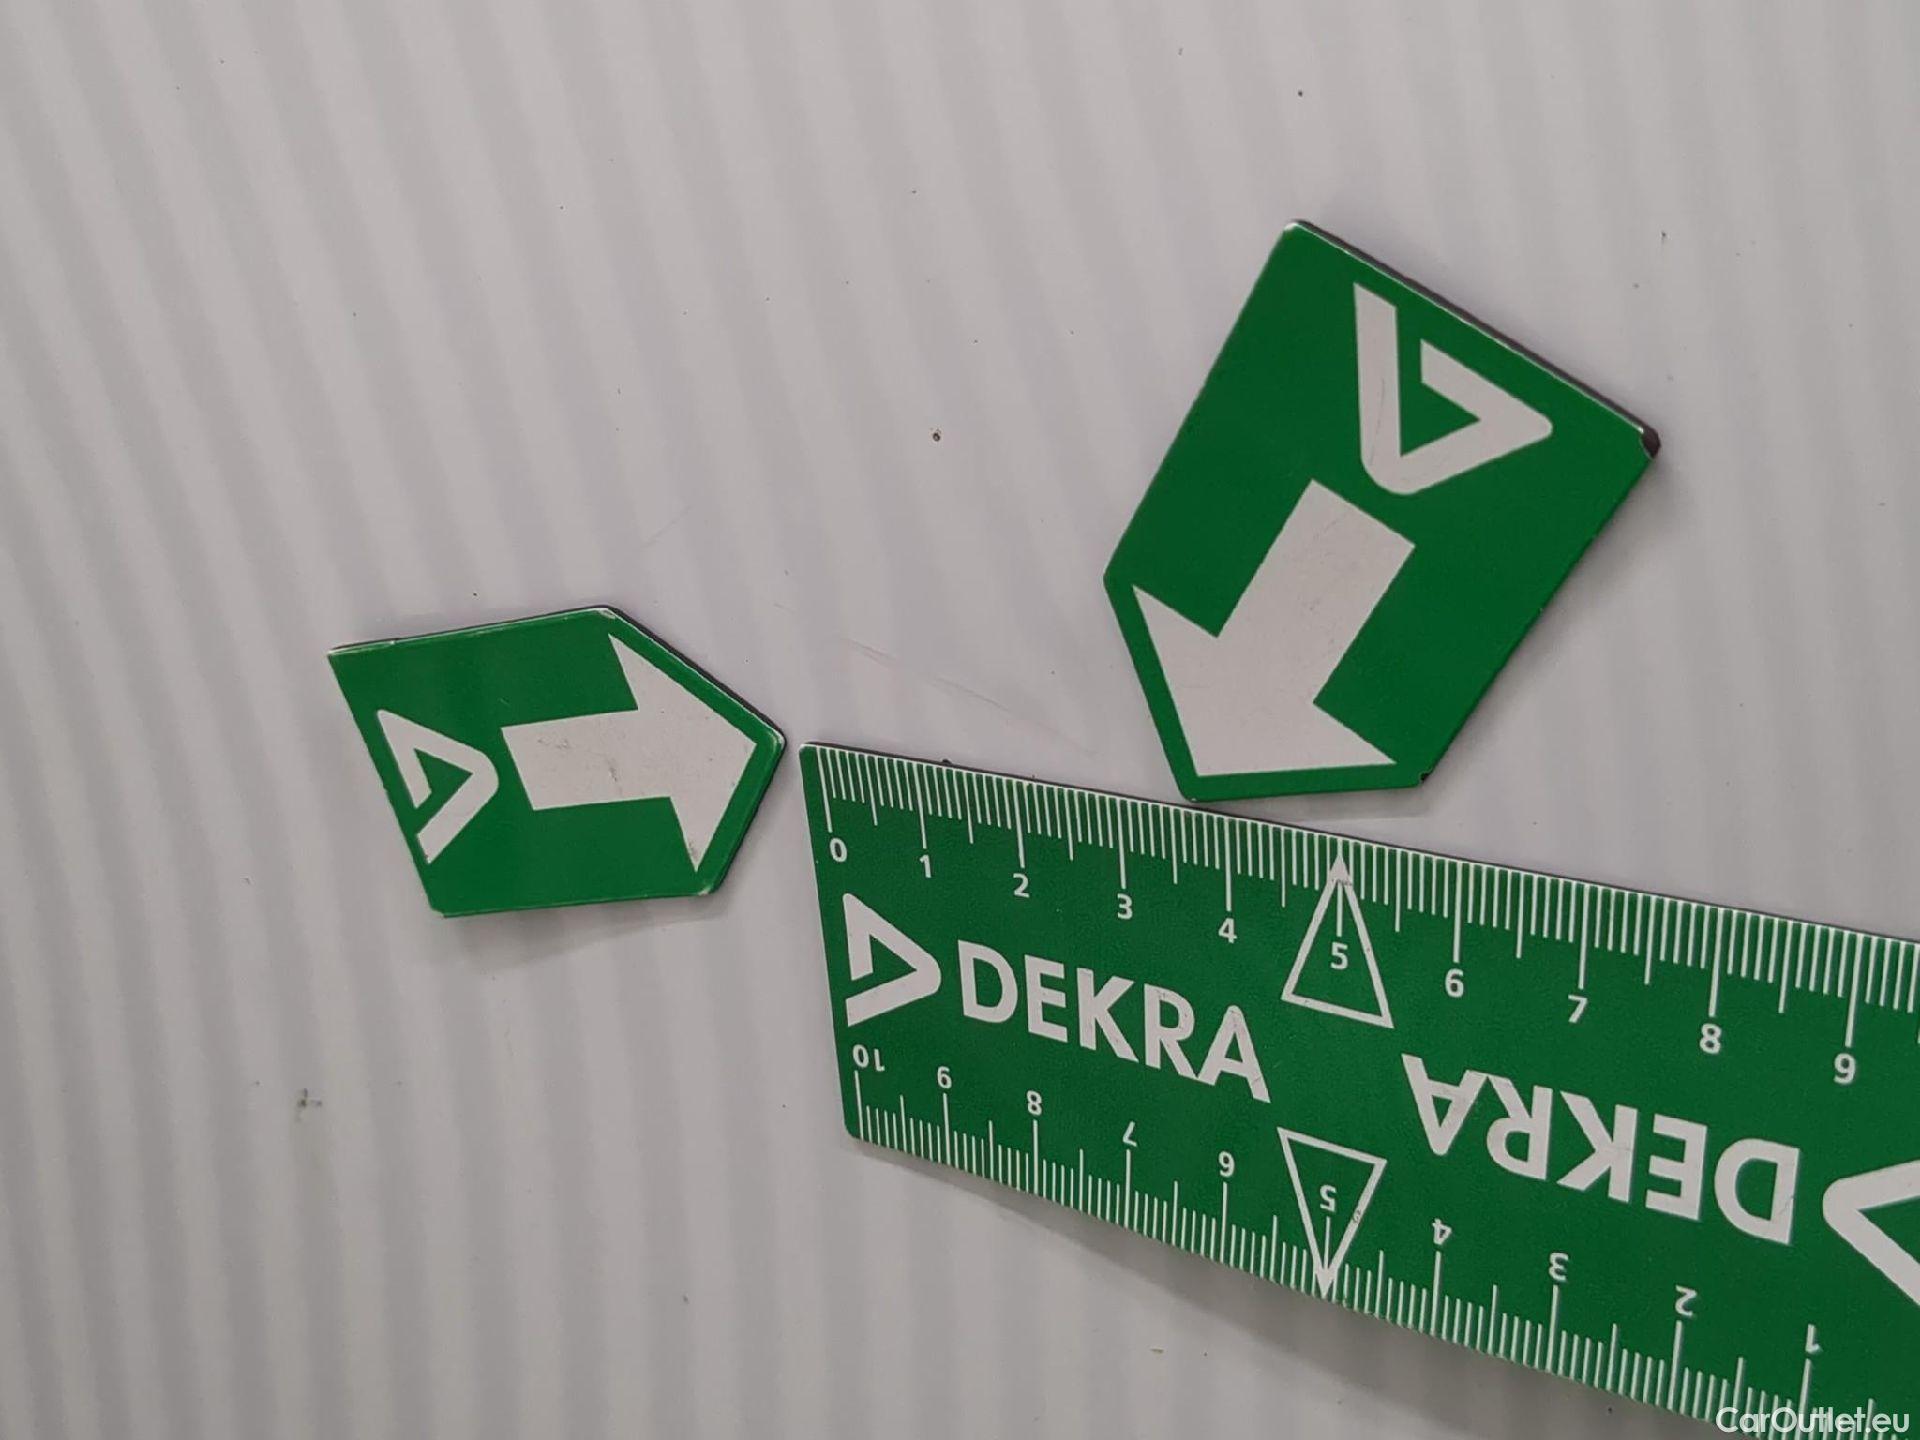 0 1 2 3 4 5 6 7 8 9
DEKRA
DEKRA
10 9 8 7 6 5 4 3 2 1
CarOutlet.eu